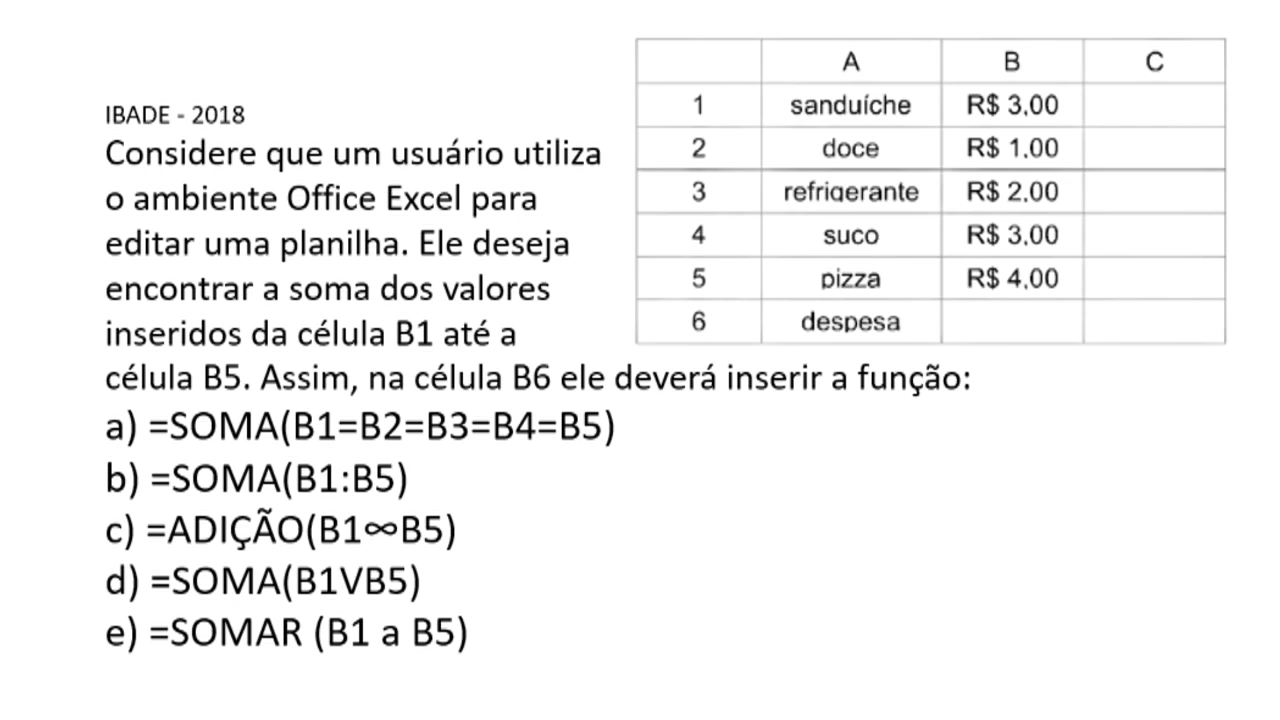 IBADE - 2018
Considere que um usuário utiliza
o ambiente Office Excel para
editar uma planilha. Ele deseja
encontrar a soma dos valores
inseridos da célula B1 até a
célula B5. Assim, na célula B6 ele deverá inserir a função:
a) =SOMA(B1=B2=B3=B4=B5)
b) =SOMA(B1:B5)
c) =ADIÇÃO(B1∞B5)
d) =SOMA(B1VB5)
e) =SOMAR (B1 a B5)
A B C
1 sanduíche R$ 3,00
2 doce R$ 1,00
3 refrigerante R$ 2,00
4 suco R$ 3,00
5 pizza R$ 4,00
6 despesa